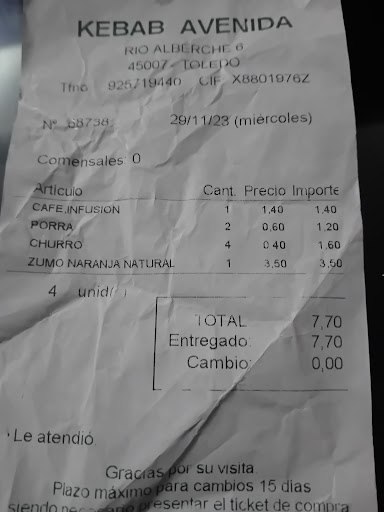 KEBAB AVENIDA
RIO ALBERCHE 6
45007- TOLEDO
Tfno 925719440 CIF X8801976Z
Nº 68738 29/11/23 (miércoles)
Comensales 0
Artículo Cant. Precio Importe
CAFE,INFUSION 1 1,40 1,40
PORRA 2 0,60 1,20
CHURRO 4 0,40 1,60
ZUMO NARANJA NATURAL 1 3,50 3,50
4
TOTAL 7,70
Entregado: 7,70
Cambio: 0,00
Le atendió
Gracias por su visita
Plazo máximo para cambios 15 dias
siendo presentar el ticket de compra